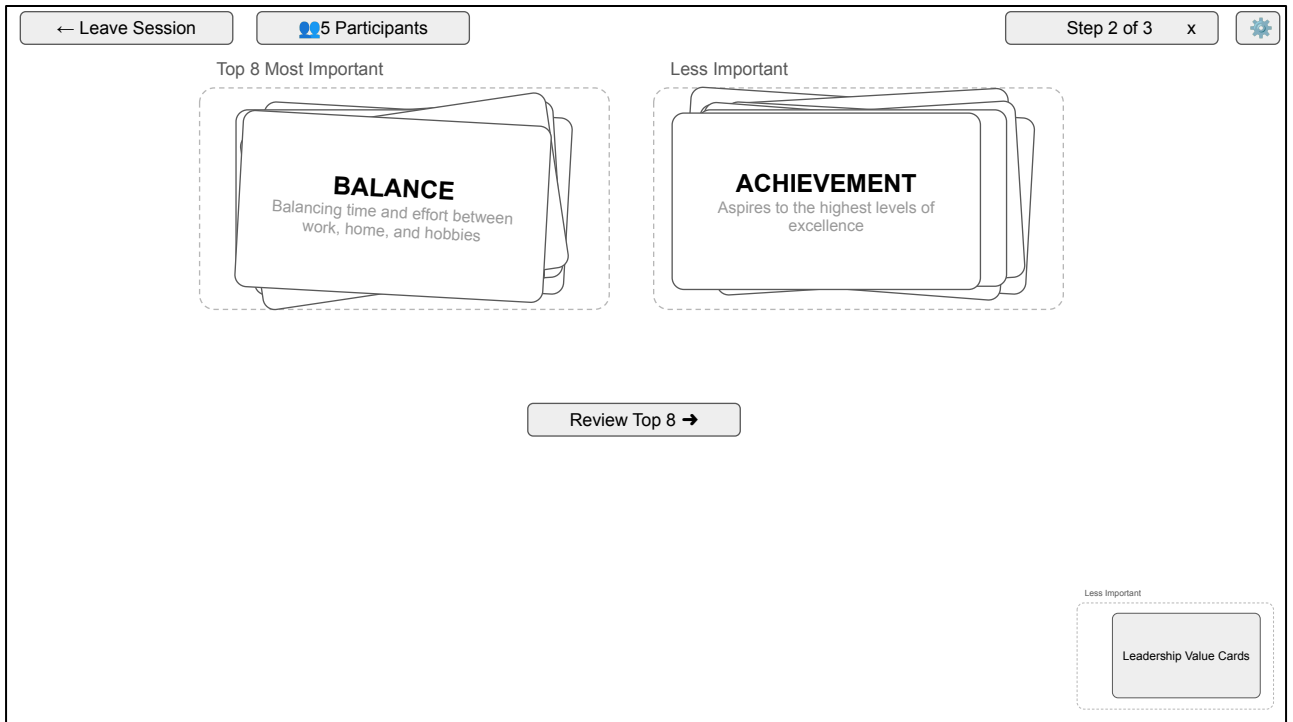 ← Leave Session
👥5 Participants
Step 2 of 3 x
⚙️
Top 8 Most Important
Less Important
BALANCE
Balancing time and effort between
work, home, and hobbies
ACHIEVEMENT
Aspires to the highest levels of
excellence
Review Top 8 ➜
Less Important
Leadership Value Cards